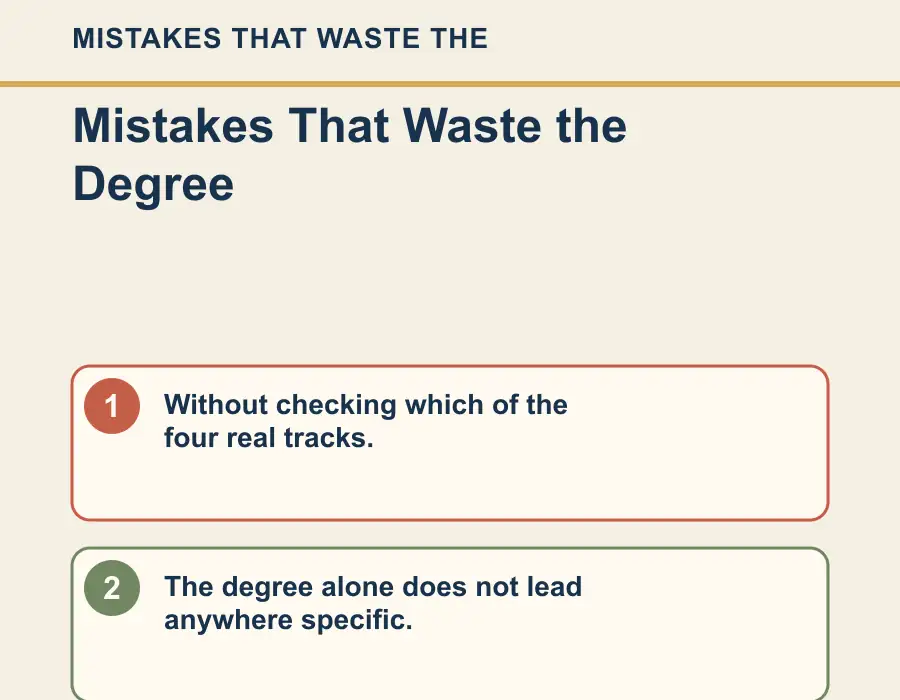 MISTAKES THAT WASTE THE
Mistakes That Waste the
Degree
1
Without checking which of the
four real tracks.
2
The degree alone does not lead
anywhere specific.